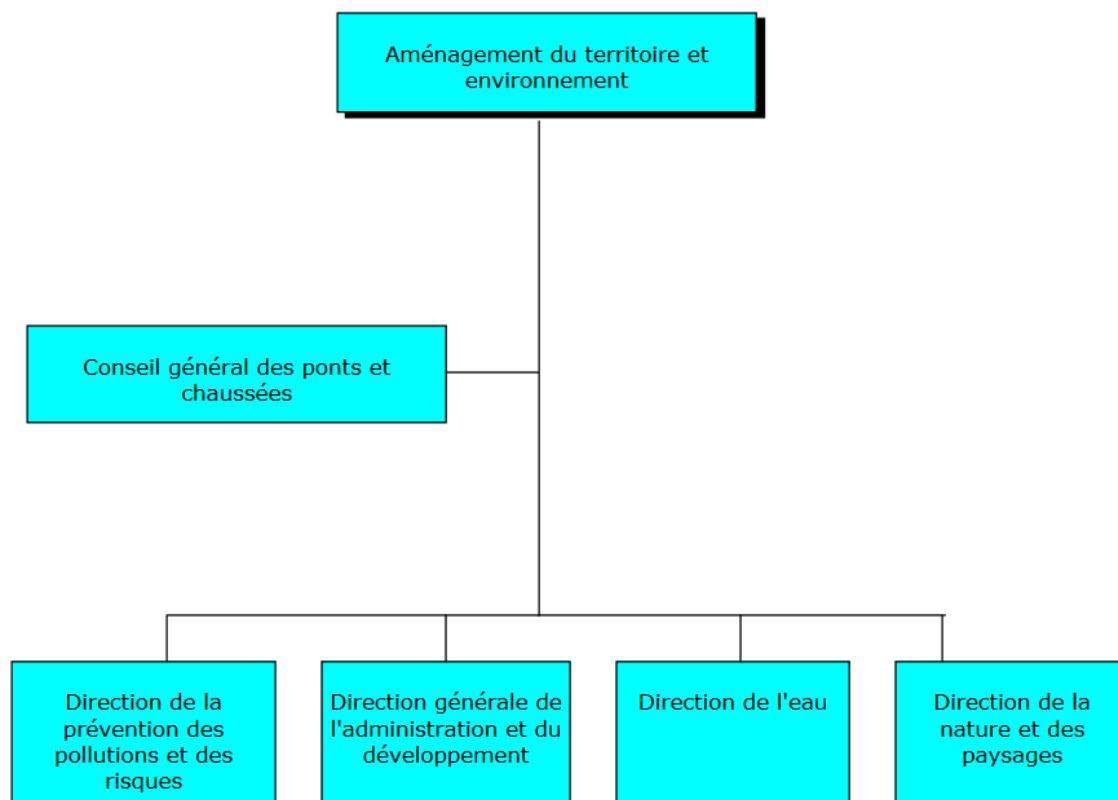 Aménagement du territoire et
environnement
Conseil général des ponts et
chaussées
Direction de la
prévention des
pollutions et des
risques
Direction générale de
l'administration et du
développement
Direction de l'eau
Direction de la
nature et des
paysages